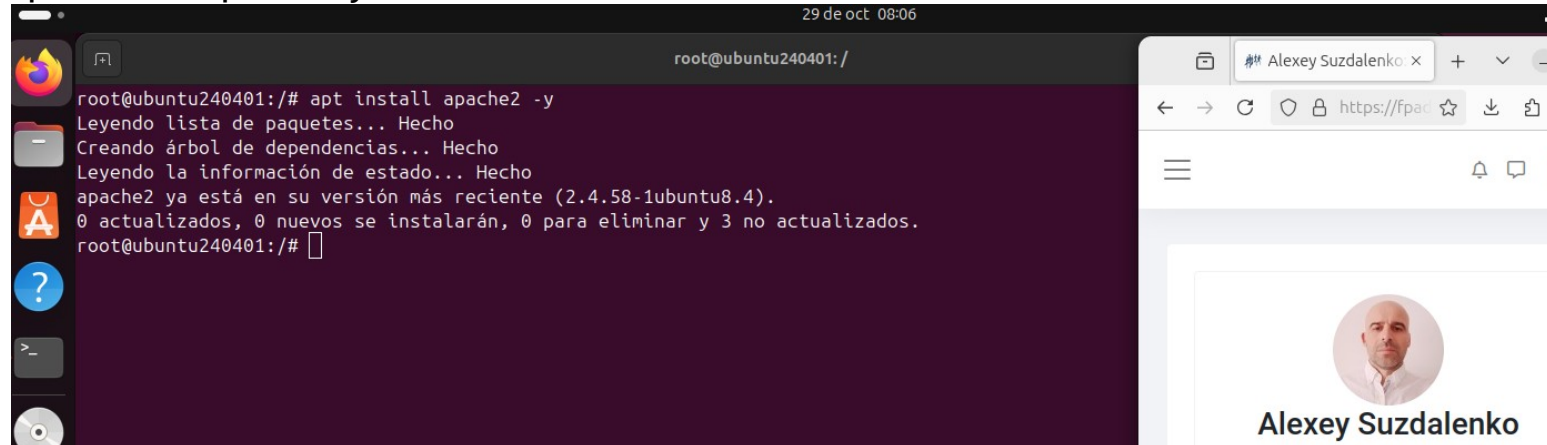 29 de oct 08:06
root@ubuntu240401: /
root@ubuntu240401:/# apt install apache2 -y
Leyendo lista de paquetes... Hecho
Creando árbol de dependencias... Hecho
Leyendo la información de estado... Hecho
apache2 ya está en su versión más reciente (2.4.58-1ubuntu8.4).
0 actualizados, 0 nuevos se instalarán, 0 para eliminar y 3 no actualizados.
root@ubuntu240401:/#
Alexey Suzdalenko
https://fpad
Alexey Suzdalenko